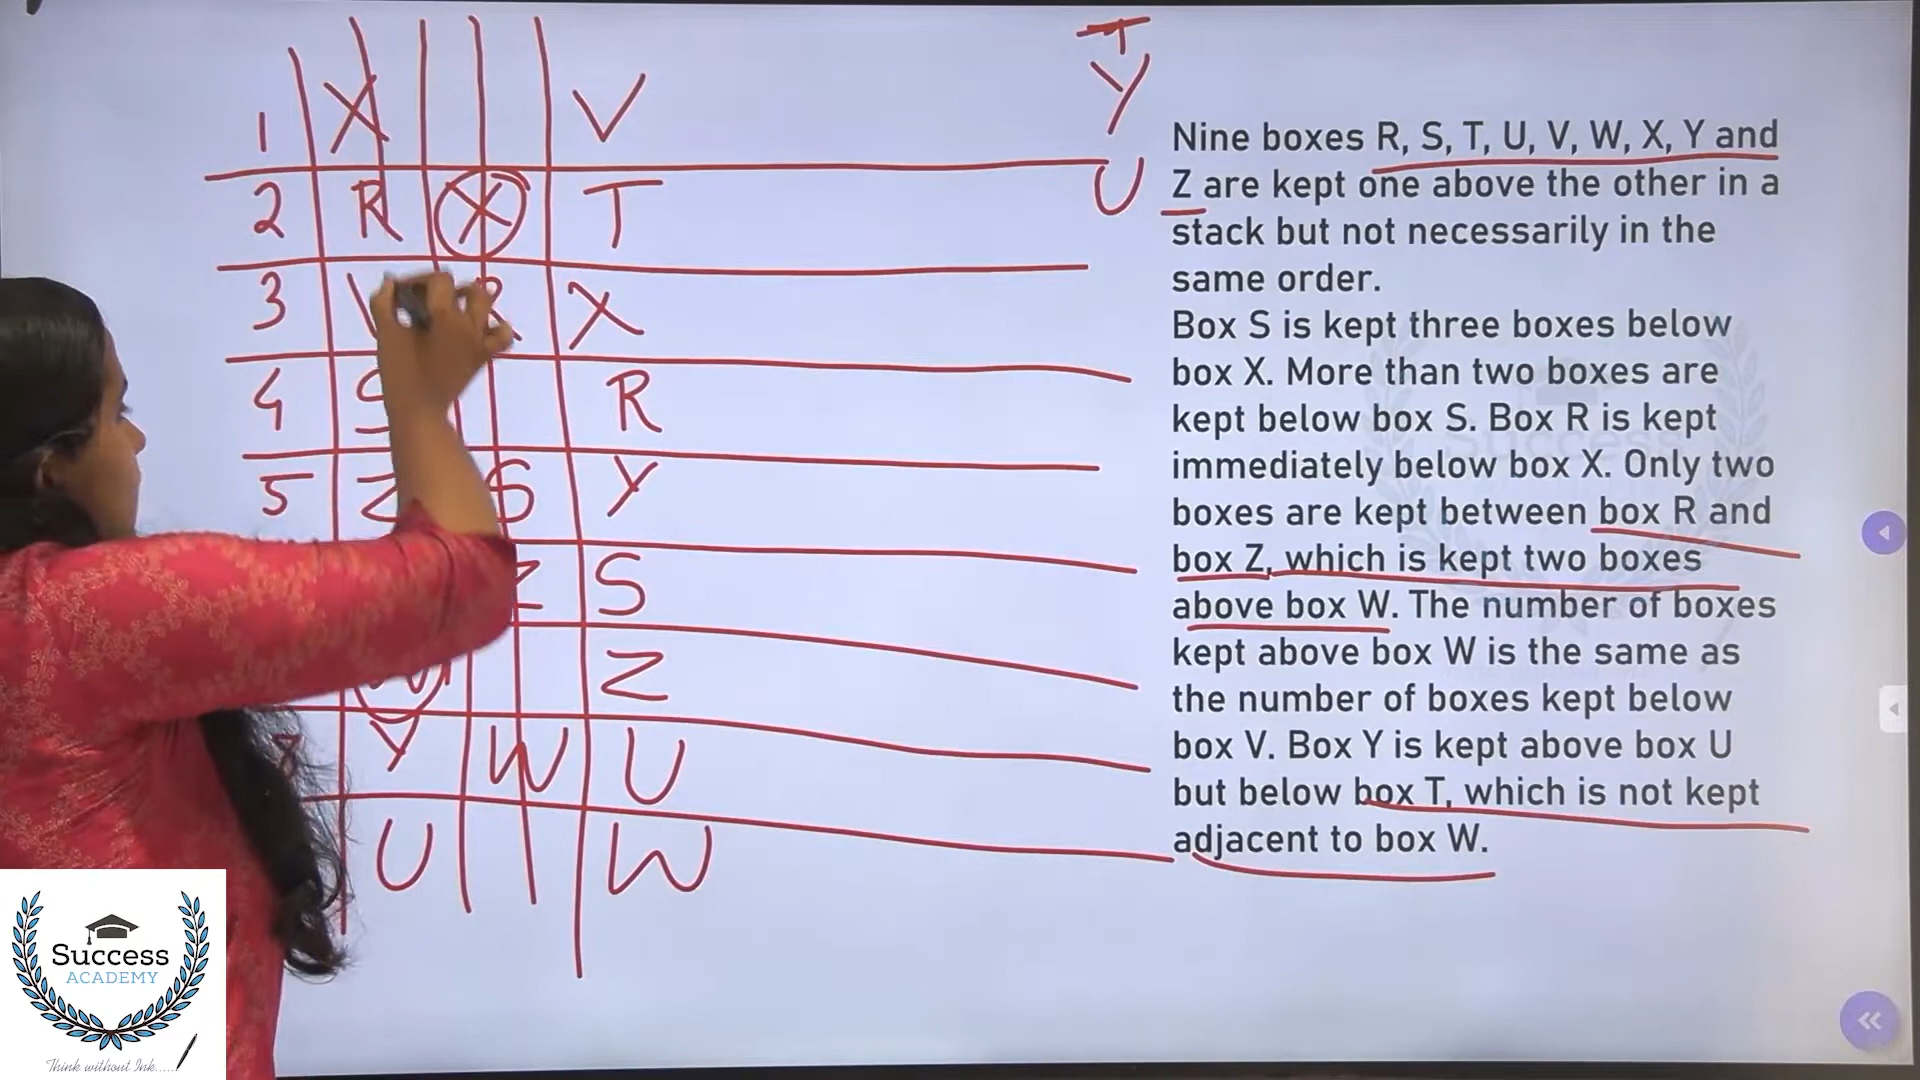 T
Y
U
1 X V
2 R X T
3 V R X
4 S R
5 Z S Y
Z S
Z
8 Y W U
U W
Nine boxes R, S, T, U, V, W, X, Y and
Z are kept one above the other in a
stack but not necessarily in the
same order.
Box S is kept three boxes below
box X. More than two boxes are
kept below box S. Box R is kept
immediately below box X. Only two
boxes are kept between box R and
box Z, which is kept two boxes
above box W. The number of boxes
kept above box W is the same as
the number of boxes kept below
box V. Box Y is kept above box U
but below box T, which is not kept
adjacent to box W.
Success
ACADEMY
Think without Ink.....